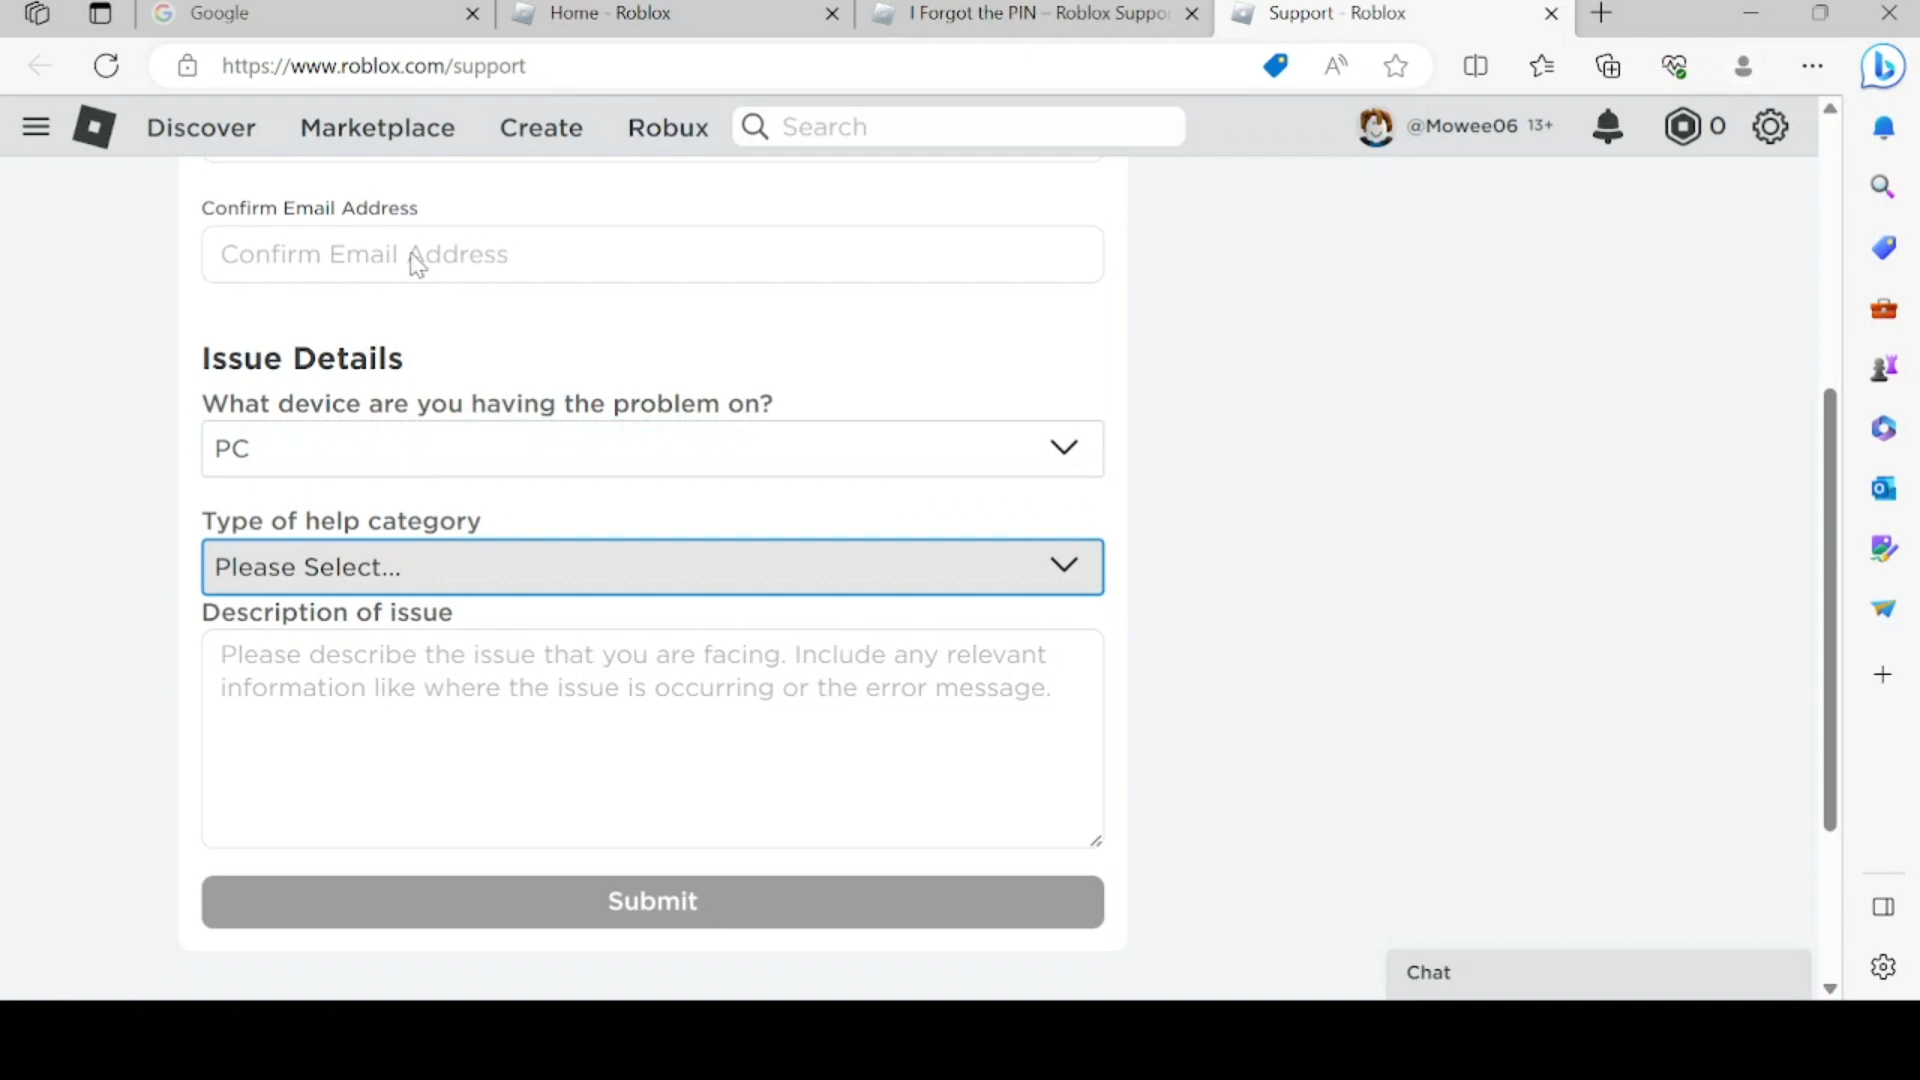 Google
Home - Roblox
I Forgot the PIN – Roblox Suppo
Support - Roblox
https://www.roblox.com/support
Discover
Marketplace
Create
Robux
Search
@Mowee06 13+
0
Confirm Email Address
Confirm Email Address
Issue Details
What device are you having the problem on?
PC
Type of help category
Please Select...
Description of issue
Please describe the issue that you are facing. Include any relevant
information like where the issue is occurring or the error message.
Submit
Chat